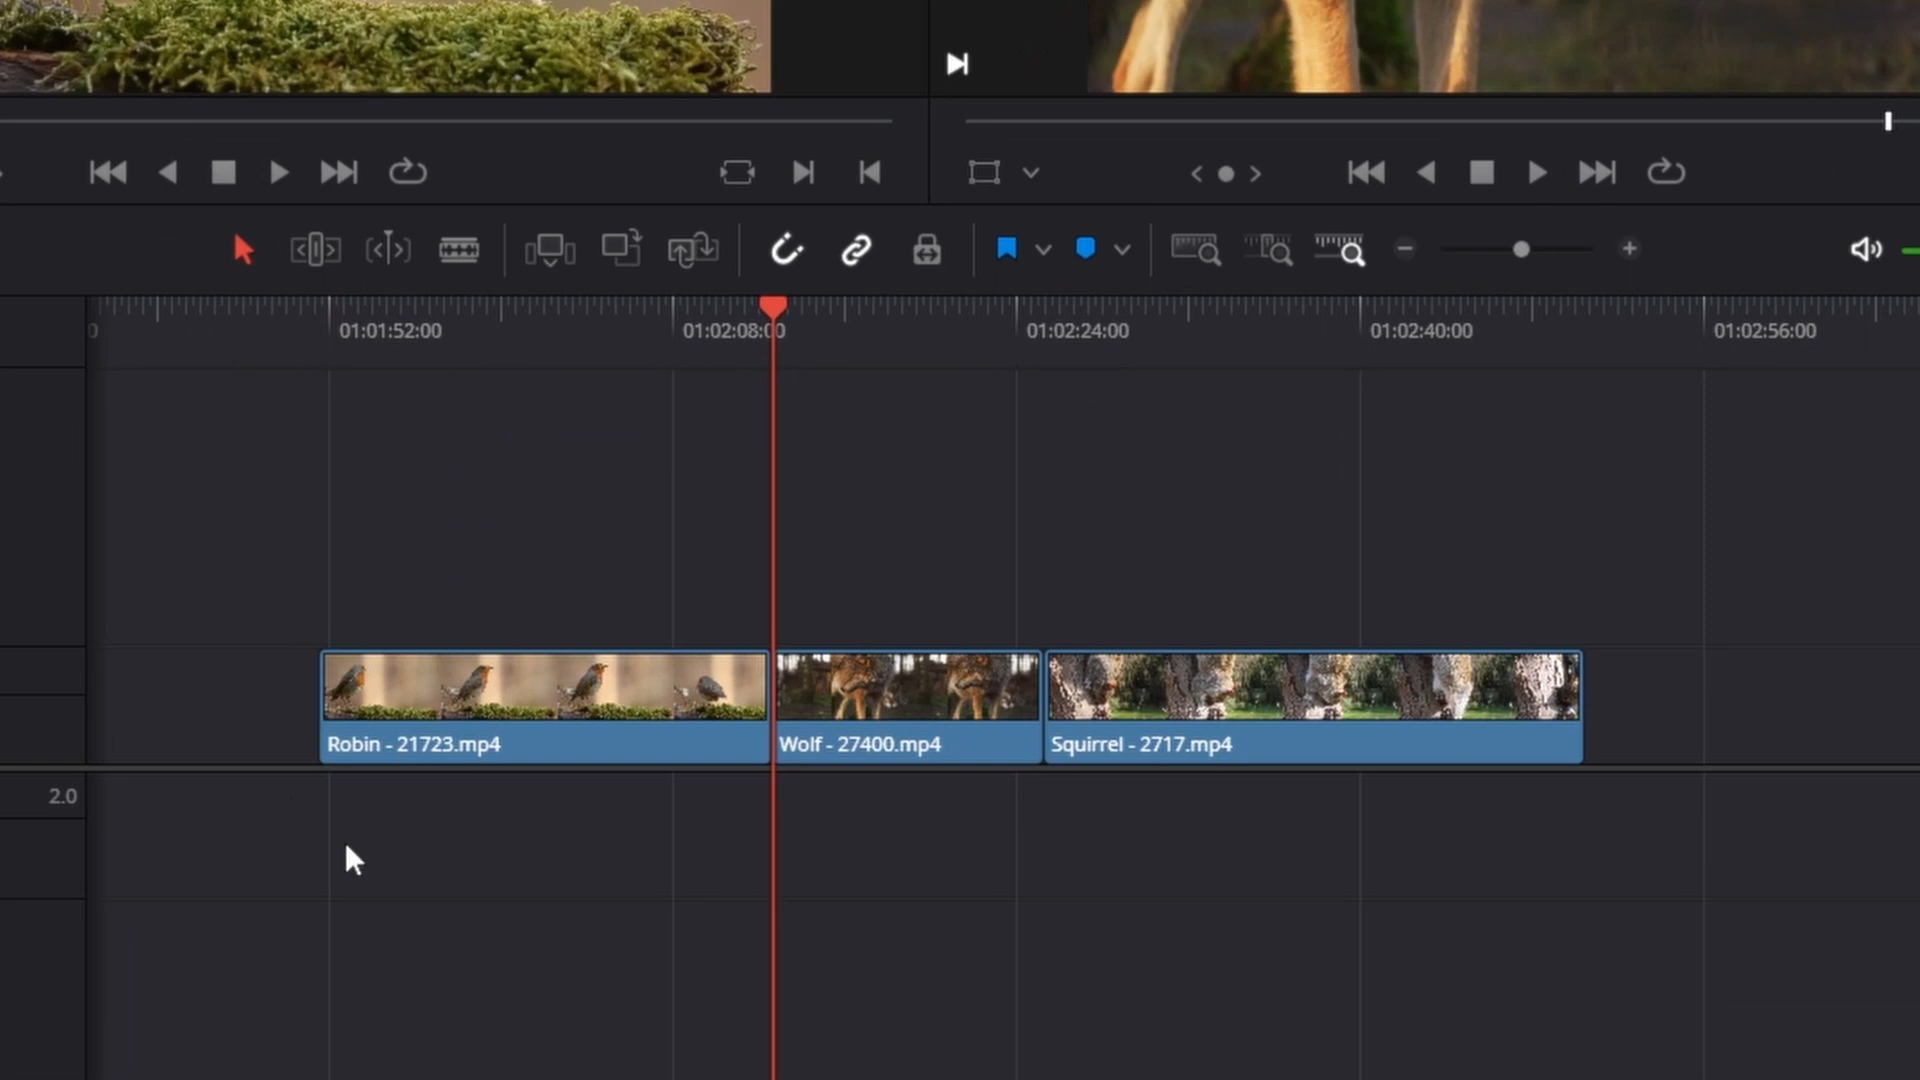 01:01:52:00
01:02:08:00
01:02:24:00
01:02:40:00
01:02:56:00
Robin - 21723.mp4
Wolf - 27400.mp4
Squirrel - 2717.mp4
2.0